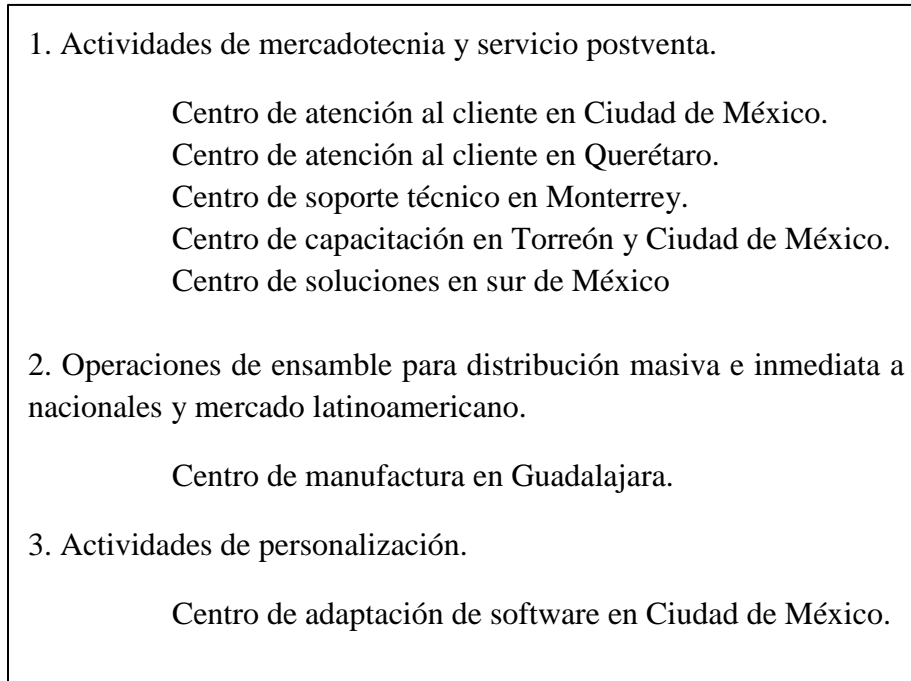 1. Actividades de mercadotecnia y servicio postventa.
Centro de atención al cliente en Ciudad de México.
Centro de atención al cliente en Querétaro.
Centro de soporte técnico en Monterrey.
Centro de capacitación en Torreón y Ciudad de México.
Centro de soluciones en sur de México
2. Operaciones de ensamble para distribución masiva e inmediata a
nacionales y mercado latinoamericano.
Centro de manufactura en Guadalajara.
3. Actividades de personalización.
Centro de adaptación de software en Ciudad de México.